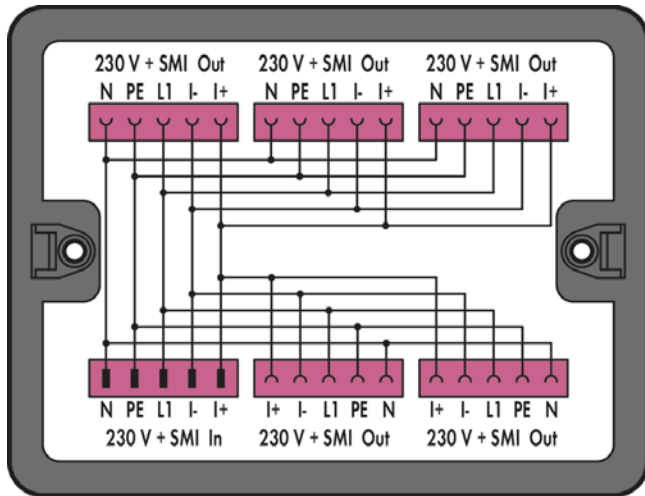 230 V + SMI Out 230 V + SMI Out 230 V + SMI Out
N PE L1 I- I+ N PE L1 I- I+ N PE L1 I- I+
N PE L1 I- I+ I+ I- L1 PE N I+ I- L1 PE N
230 V + SMI In 230 V + SMI Out 230 V + SMI Out